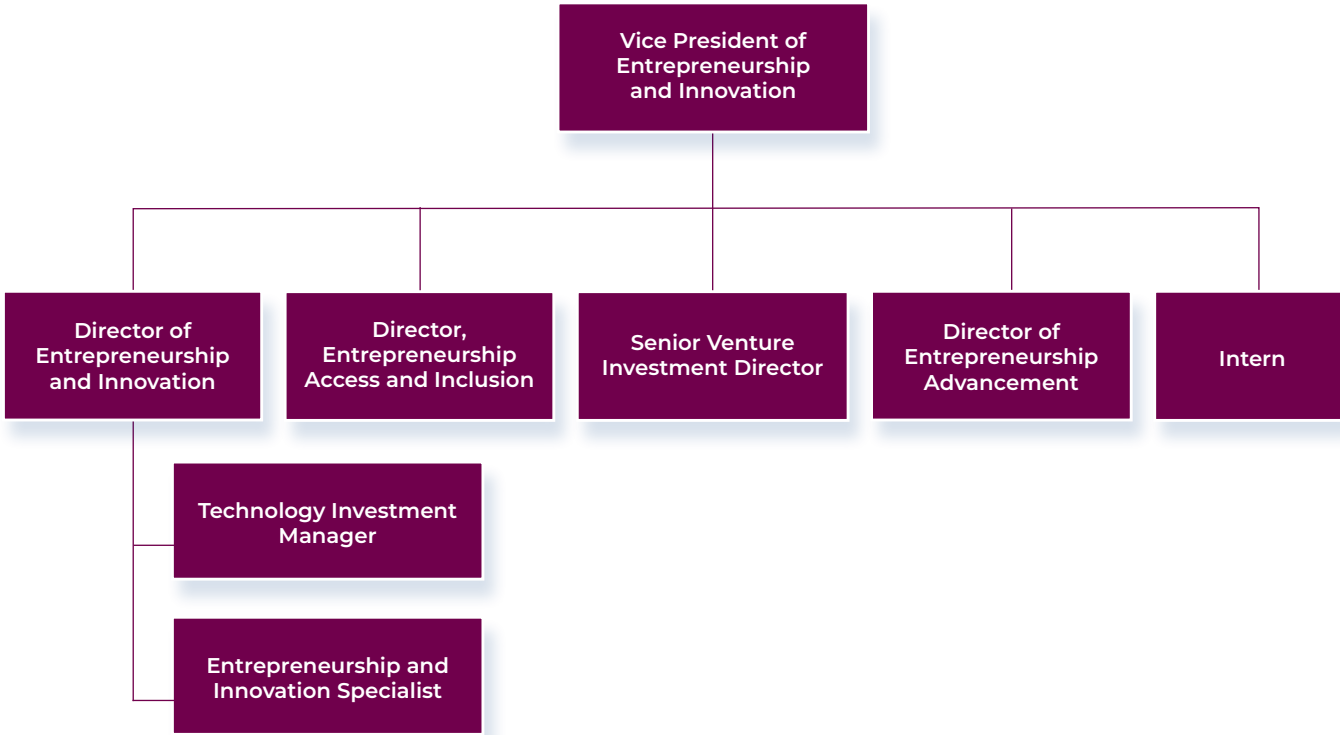 Vice President of
Entrepreneurship
and Innovation
Director of
Entrepreneurship
and Innovation
Director,
Entrepreneurship
Access and Inclusion
Senior Venture
Investment Director
Director of
Entrepreneurship
Advancement
Intern
Technology Investment
Manager
Entrepreneurship and
Innovation Specialist